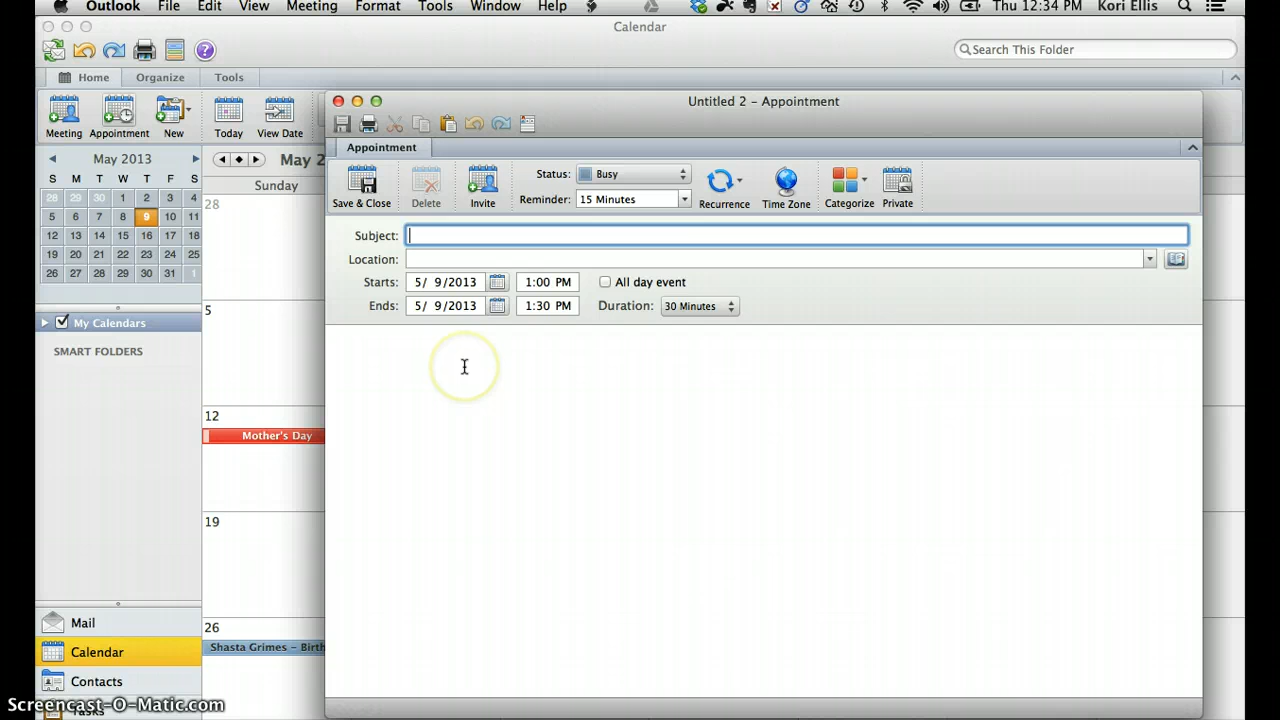 Outlook File Edit View Meeting Format Tools Window Help Thu 12:34 PM Kori Ellis
Calendar
Search This Folder
Home Organize Tools
Meeting Appointment New Today View Date
May 2013
S M T W T F S
28 29 30 1 2 3 4
5 6 7 8 9 10 11
12 13 14 15 16 17 18
19 20 21 22 23 24 25
26 27 28 29 30 31 1
My Calendars
SMART FOLDERS
Mail
Calendar
Contacts
Tasks
May 2
Sunday
28
5
12
Mother's Day
19
26
Shasta Grimes – Birth
Untitled 2 – Appointment
Appointment
Save & Close Delete Invite
Status: Busy
Reminder: 15 Minutes
Recurrence Time Zone Categorize Private
Subject:
Location:
Starts: 5/ 9/2013 1:00 PM All day event
Ends: 5/ 9/2013 1:30 PM Duration: 30 Minutes
Screencast-O-Matic.com